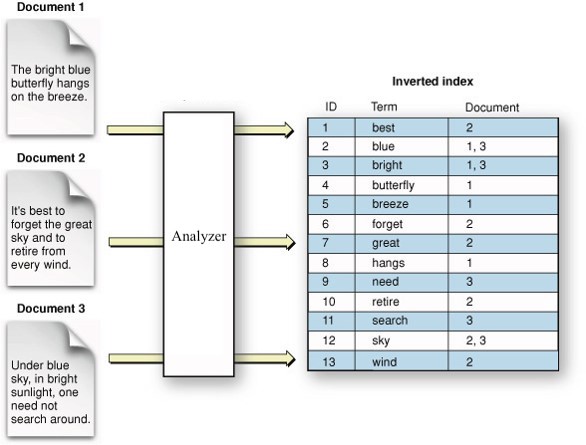 Document 1
The bright blue
butterfly hangs
on the breeze.
Document 2
It's best to
forget the great
sky and to
retire from
every wind.
Document 3
Under blue
sky, in bright
sunlight, one
need not
search around.
Analyzer
Inverted index
ID Term Document
1 best 2
2 blue 1, 3
3 bright 1, 3
4 butterfly 1
5 breeze 1
6 forget 2
7 great 2
8 hangs 1
9 need 3
10 retire 2
11 search 3
12 sky 2, 3
13 wind 2